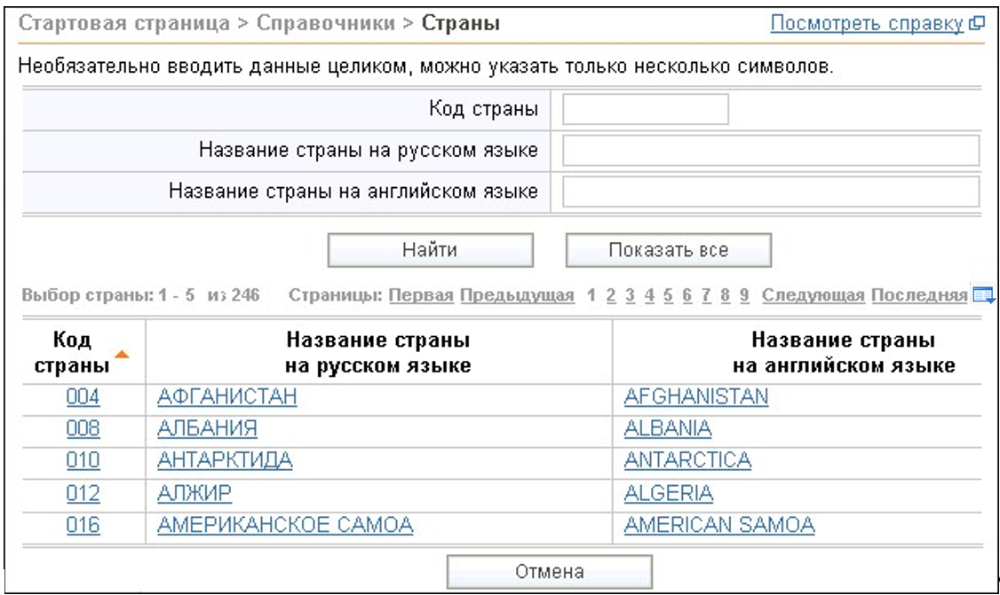 Стартовая страница > Справочники > Страны Посмотреть справку
Необязательно вводить данные целиком, можно указать только несколько символов.
Код страны
Название страны на русском языке
Название страны на английском языке
Найти Показать все
Выбор страны: 1 - 5 из 246 Страницы: Первая Предыдущая 1 2 3 4 5 6 7 8 9 Следующая Последняя
Код Название страны Название страны
страны на русском языке на английском языке
004 АФГАНИСТАН AFGHANISTAN
008 АЛБАНИЯ ALBANIA
010 АНТАРКТИДА ANTARCTICA
012 АЛЖИР ALGERIA
016 АМЕРИКАНСКОЕ САМОА AMERICAN SAMOA
Отмена